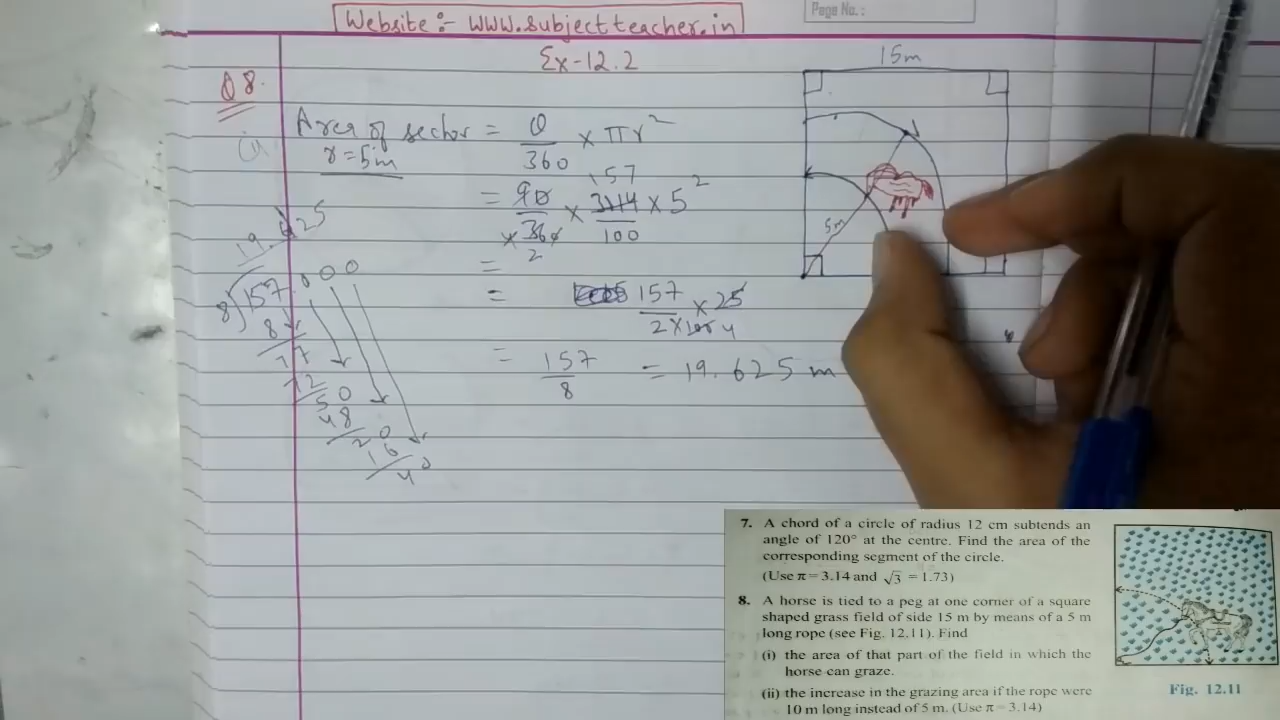 Website :- www.subjectteacher.in
Page No. :
Ex-12.2
15m
Q8.
(i)
Area of sector = θ/360 × πr²
r = 5m
= 90/360 × 314/100 × 5²
157
2
=
= 157/2×100 × 25
4
= 157/8 = 19.625 m
5m
19.625
8)157.000
8
77
72
50
48
20
16
40
7. A chord of a circle of radius 12 cm subtends an
angle of 120° at the centre. Find the area of the
corresponding segment of the circle.
(Use π = 3.14 and √3 = 1.73)
8. A horse is tied to a peg at one corner of a square
shaped grass field of side 15 m by means of a 5 m
long rope (see Fig. 12.11). Find
(i) the area of that part of the field in which the
horse can graze.
(ii) the increase in the grazing area if the rope were
10 m long instead of 5 m. (Use π = 3.14)
Fig. 12.11